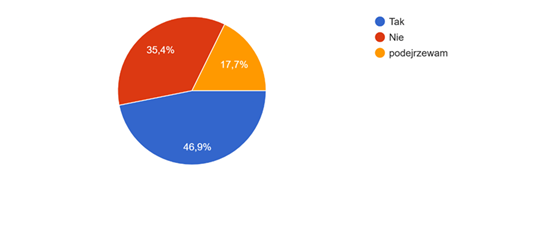 35,4%
17,7%
46,9%
Tak
Nie
podejrzewam